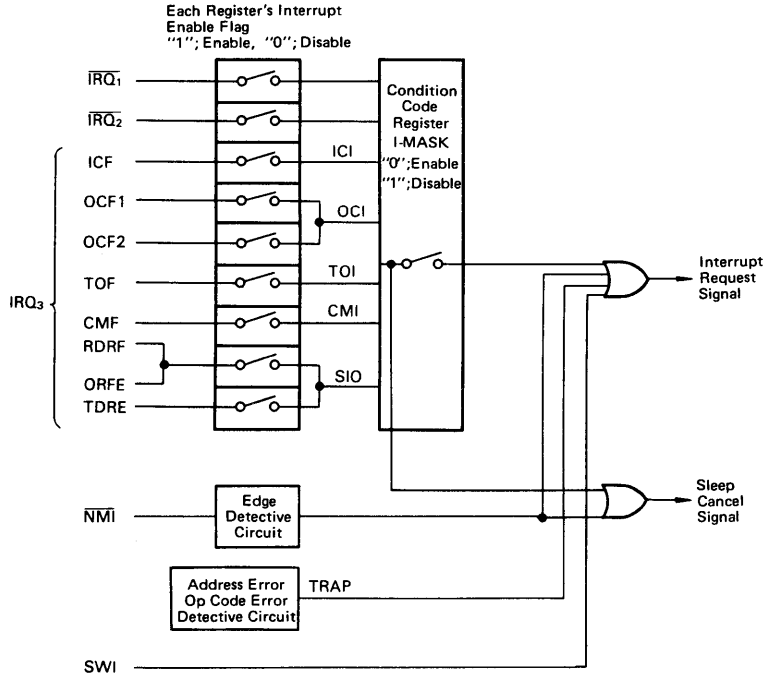 Each Register's Interrupt
Enable Flag
"1"; Enable, "0"; Disable
IRQ1
IRQ2
ICF
OCF1
OCF2
TOF
IRQ3
CMF
RDRF
ORFE
TDRE
ICI
OCI
TOI
CMI
SIO
Condition
Code
Register
I-MASK
"0";Enable
"1";Disable
Interrupt
Request
Signal
Sleep
Cancel
Signal
NMI
Edge
Detective
Circuit
Address Error
Op Code Error
Detective Circuit
TRAP
SWI